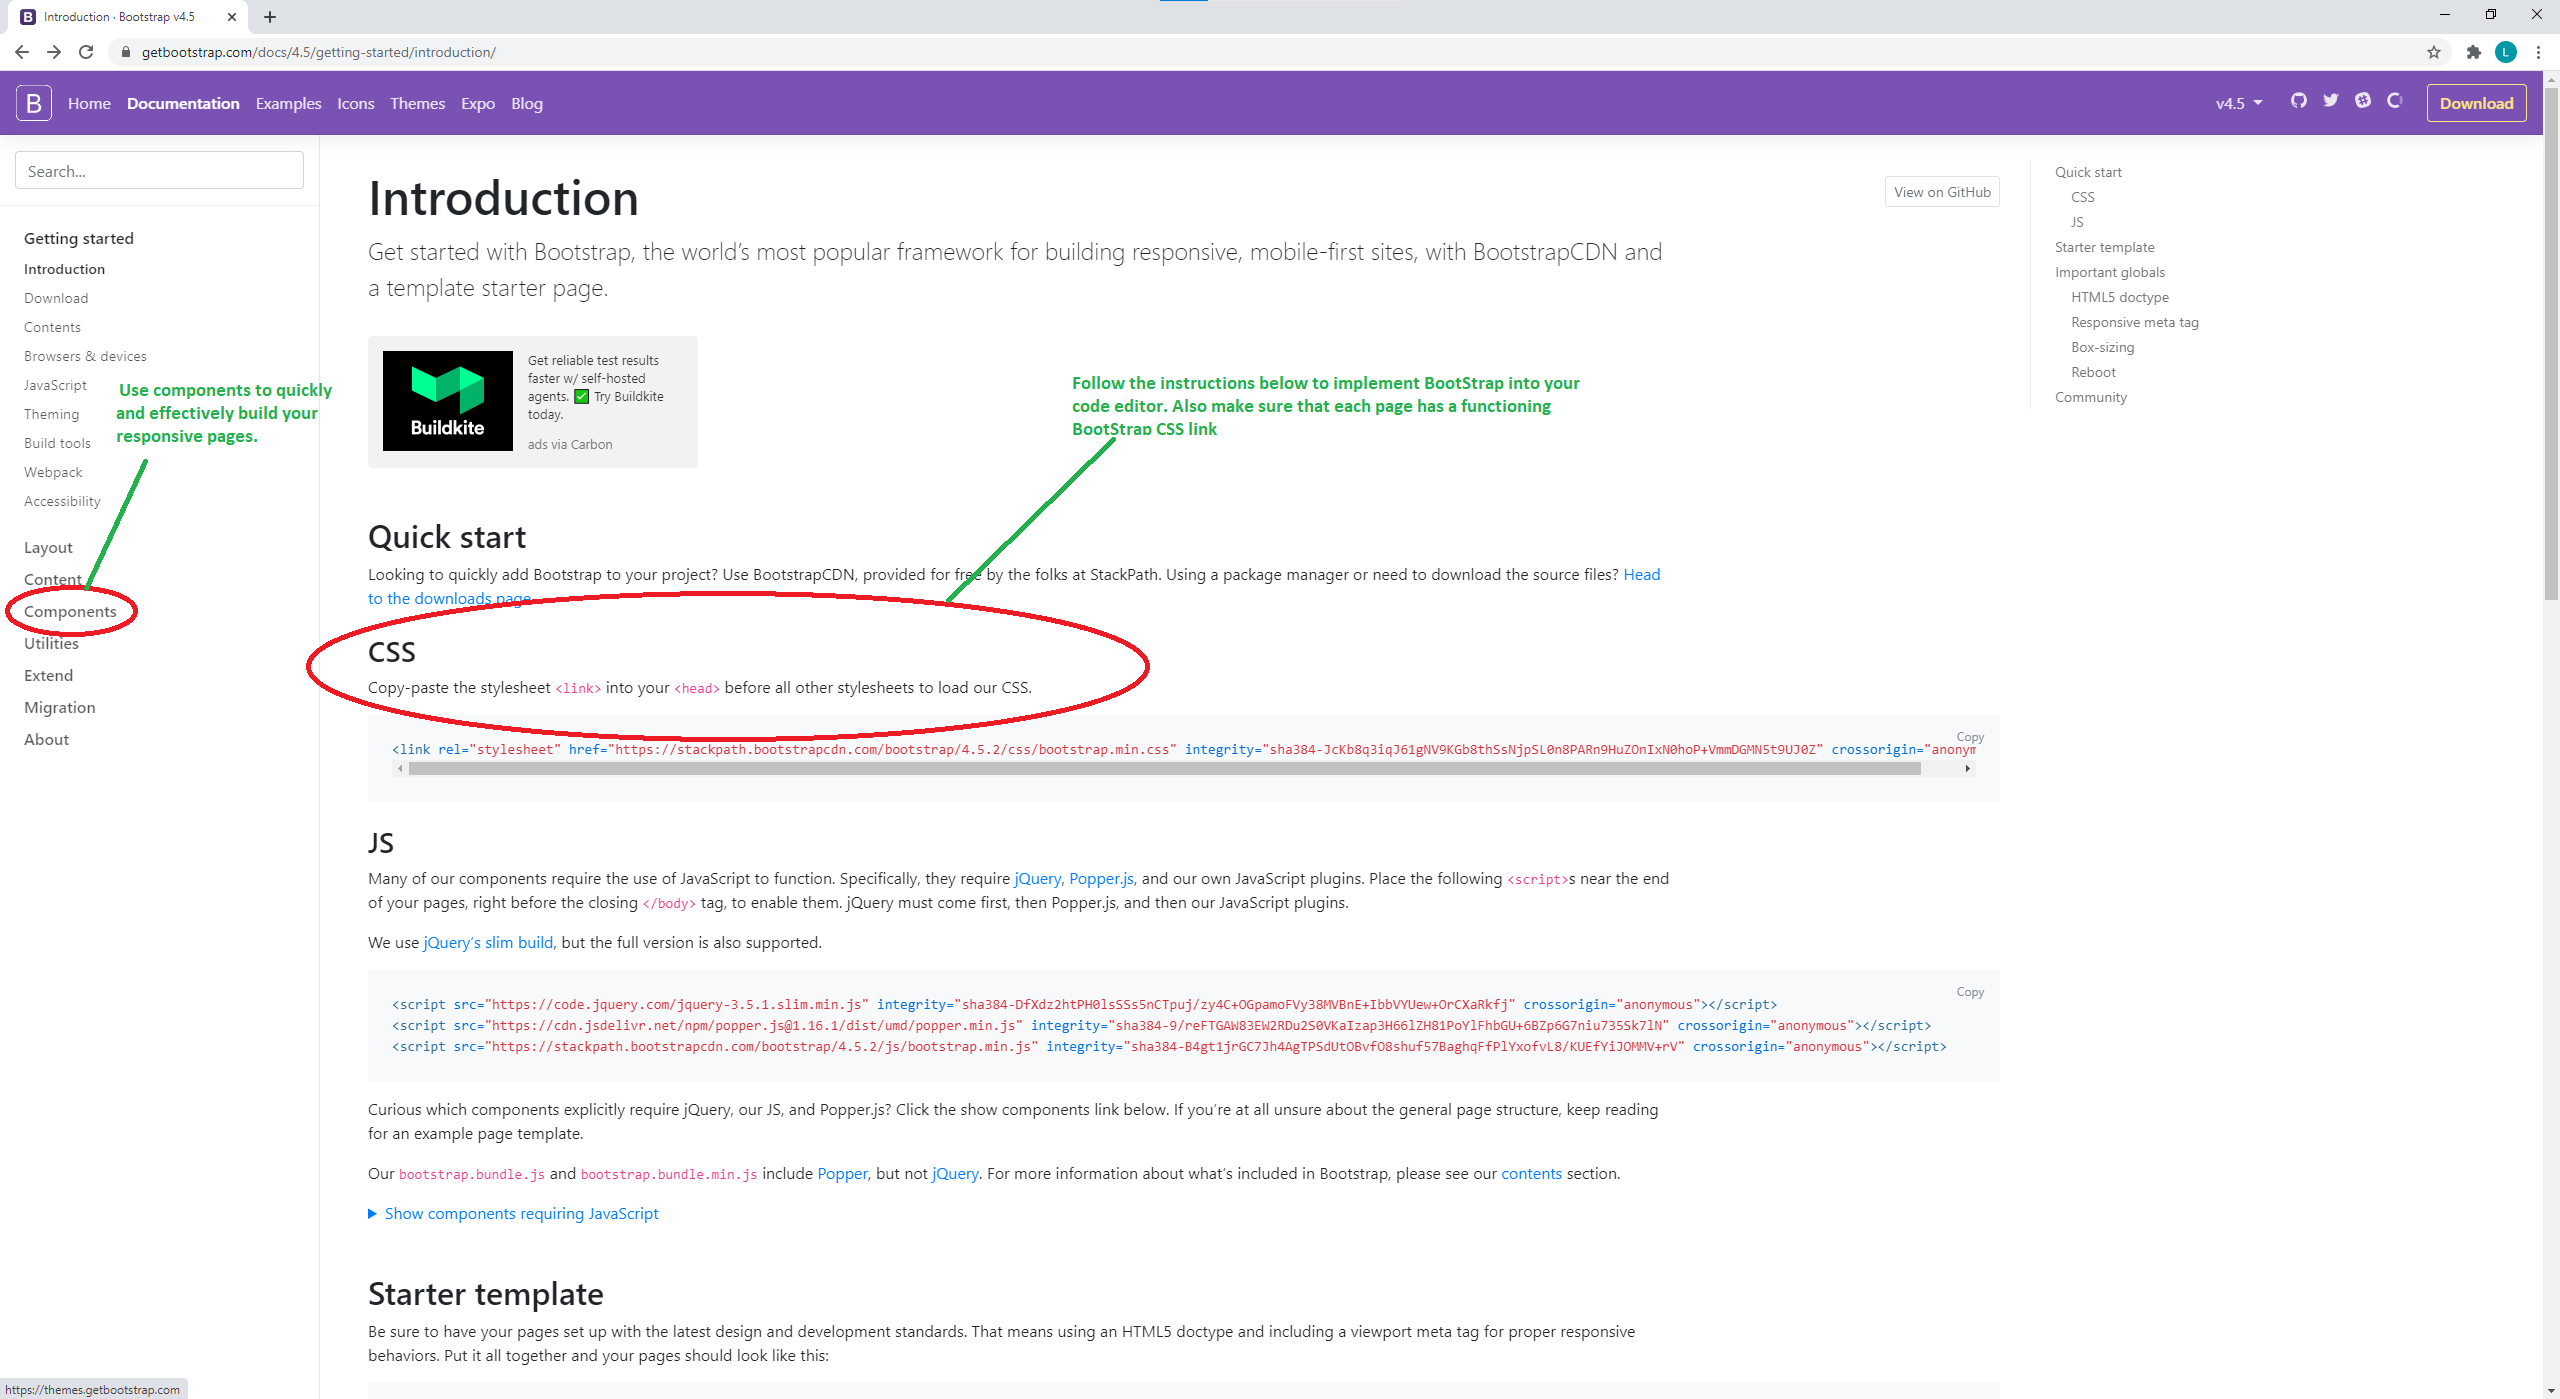 Introduction · Bootstrap v4.5
getbootstrap.com/docs/4.5/getting-started/introduction/
L
B Home Documentation Examples Icons Themes Expo Blog
v4.5
Download
Search...
Getting started
Introduction
Download
Contents
Browsers & devices
JavaScript
Theming
Build tools
Webpack
Accessibility
Layout
Content
Components
Utilities
Extend
Migration
About
Use components to quickly
and effectively build your
responsive pages.
Introduction
View on GitHub
Get started with Bootstrap, the world's most popular framework for building responsive, mobile-first sites, with BootstrapCDN and
a template starter page.
Buildkite
Get reliable test results
faster w/ self-hosted
agents. ✅ Try Buildkite
today.
ads via Carbon
Follow the instructions below to implement BootStrap into your
code editor. Also make sure that each page has a functioning
BootStrap CSS link
Quick start
Looking to quickly add Bootstrap to your project? Use BootstrapCDN, provided for free by the folks at StackPath. Using a package manager or need to download the source files? Head
to the downloads page
CSS
Copy-paste the stylesheet <link> into your <head> before all other stylesheets to load our CSS.
Copy
<link rel="stylesheet" href="https://stackpath.bootstrapcdn.com/bootstrap/4.5.2/css/bootstrap.min.css" integrity="sha384-JcKb8q3iqJ61gNV9KGb8thSsNjpSL0n8PARn9HuZOnIxN0hoP+VmmDGMN5t9UJ0Z" crossorigin="anonym
JS
Many of our components require the use of JavaScript to function. Specifically, they require jQuery, Popper.js, and our own JavaScript plugins. Place the following <script>s near the end
of your pages, right before the closing </body> tag, to enable them. jQuery must come first, then Popper.js, and then our JavaScript plugins.
We use jQuery's slim build, but the full version is also supported.
Copy
<script src="https://code.jquery.com/jquery-3.5.1.slim.min.js" integrity="sha384-DfXdz2htPH0lsSSs5nCTpuj/zy4C+OGpamoFVy38MVBnE+IbbVYUew+OrCXaRkfj" crossorigin="anonymous"></script>
<script src="https://cdn.jsdelivr.net/npm/popper.js@1.16.1/dist/umd/popper.min.js" integrity="sha384-9/reFTGAW83EW2RDu2S0VKaIzap3H66lZH81PoYlFhbGU+6BZp6G7niu735Sk7lN" crossorigin="anonymous"></script>
<script src="https://stackpath.bootstrapcdn.com/bootstrap/4.5.2/js/bootstrap.min.js" integrity="sha384-B4gt1jrGC7Jh4AgTPSdUtOBvfO8shuf57BaghqFfPlYxofvL8/KUEfYiJOMMV+rV" crossorigin="anonymous"></script>
Curious which components explicitly require jQuery, our JS, and Popper.js? Click the show components link below. If you're at all unsure about the general page structure, keep reading
for an example page template.
Our bootstrap.bundle.js and bootstrap.bundle.min.js include Popper, but not jQuery. For more information about what's included in Bootstrap, please see our contents section.
Show components requiring JavaScript
Starter template
Be sure to have your pages set up with the latest design and development standards. That means using an HTML5 doctype and including a viewport meta tag for proper responsive
behaviors. Put it all together and your pages should look like this:
Quick start
CSS
JS
Starter template
Important globals
HTML5 doctype
Responsive meta tag
Box-sizing
Reboot
Community
https://themes.getbootstrap.com